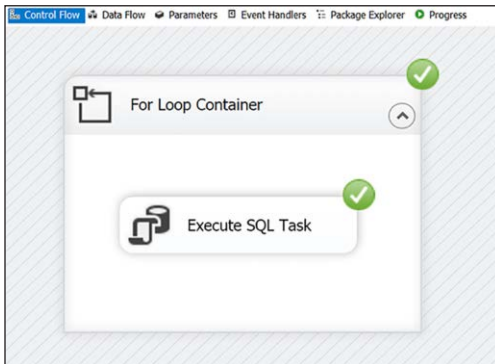 Control Flow Data Flow Parameters Event Handlers Package Explorer Progress
For Loop Container
Execute SQL Task